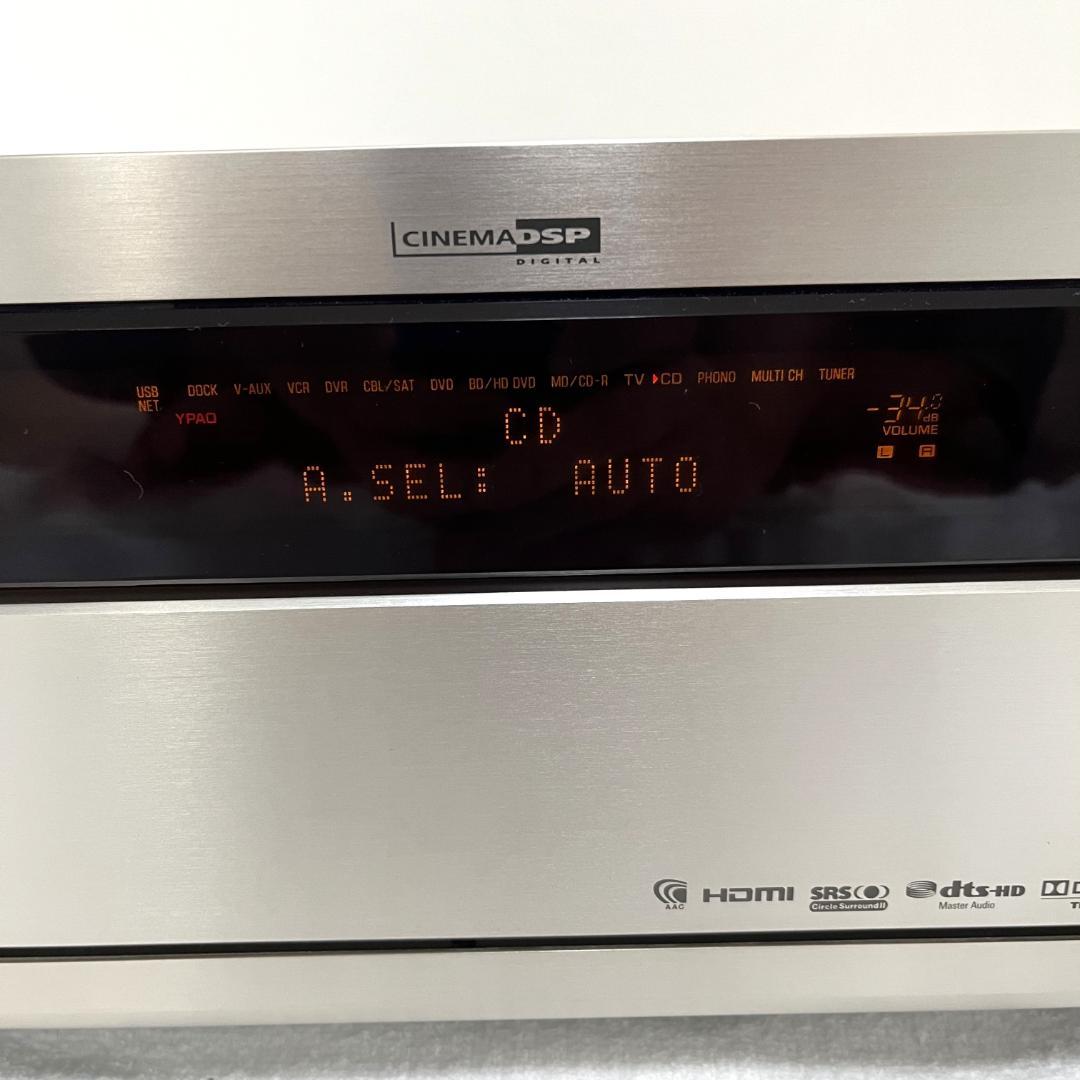 CINEMA DSP
DIGITAL
USB DOCK V-AUX VCR DVR CBL/SAT DVD BD/HD DVD MD/CD-R TV CD PHONO MULTI CH TUNER
NET
YPAO
CD
-34.0
dB
VOLUME
L R
A.SEL: AUTO
AAC HDMI SRS dts-HD
Circle Surround II Master Audio